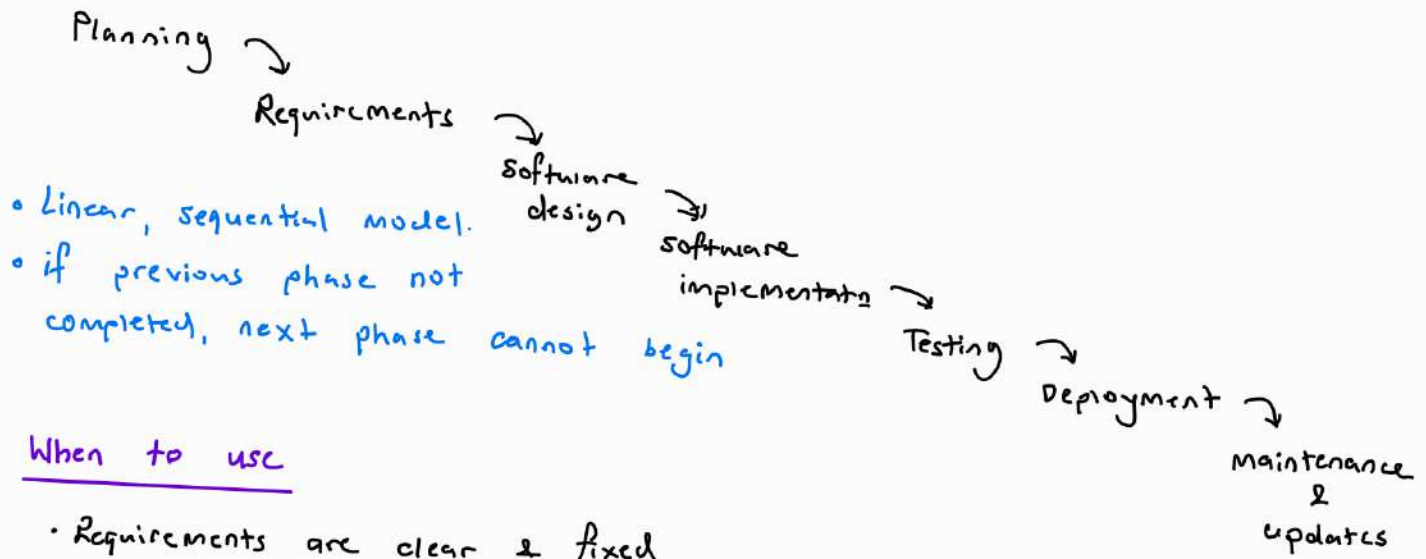 Planning
Requirements
software
design
software
implementatn
• Linear, sequential model.
• if previous phase not
completed, next phase cannot begin
Testing
Deployment
maintenance
&
updates
When to use
• Requirements are clear & fixed